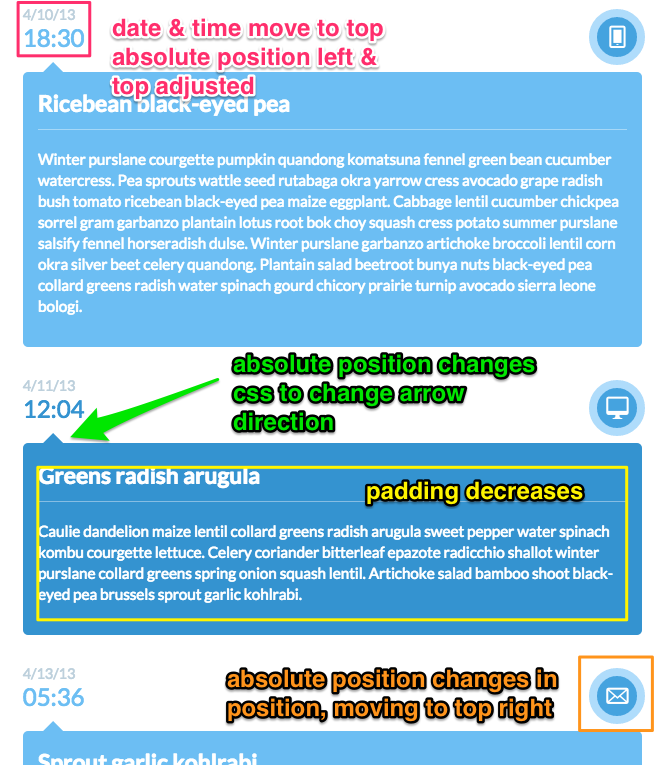 4/10/13
18:30
date & time move to top
absolute position left &
top adjusted
Ricebean black-eyed pea
Winter purslane courgette pumpkin quandong komatsuna fennel green bean cucumber
watercress. Pea sprouts wattle seed rutabaga okra yarrow cress avocado grape radish
bush tomato ricebean black-eyed pea maize eggplant. Cabbage lentil cucumber chickpea
sorrel gram garbanzo plantain lotus root bok choy squash cress potato summer purslane
salsify fennel horseradish dulse. Winter purslane garbanzo artichoke broccoli lentil corn
okra silver beet celery quandong. Plantain salad beetroot bunya nuts black-eyed pea
collard greens radish water spinach gourd chicory prairie turnip avocado sierra leone
bologi.
absolute position changes
css to change arrow
direction
4/11/13
12:04
Greens radish arugula
padding decreases
Caulie dandelion maize lentil collard greens radish arugula sweet pepper water spinach
kombu courgette lettuce. Celery coriander bitterleaf epazote radicchio shallot winter
purslane collard greens spring onion squash lentil. Artichoke salad bamboo shoot black-
eyed pea brussels sprout garlic kohlrabi.
4/13/13
05:36
absolute position changes in
position, moving to top right
Sprout garlic kohlrabi